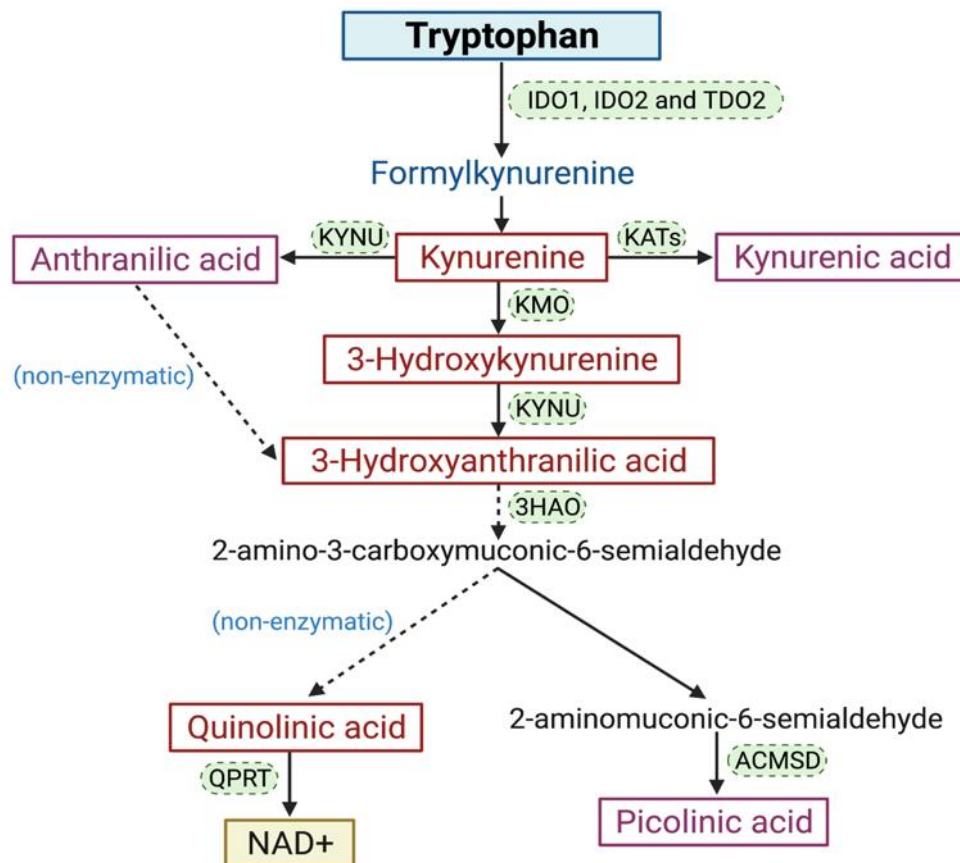 Tryptophan
IDO1, IDO2 and TDO2
Formylkynurenine
KYNU
KATs
Anthranilic acid
Kynurenine
Kynurenic acid
KMO
3-Hydroxykynurenine
(non-enzymatic)
KYNU
3-Hydroxyanthranilic acid
3HAO
2-amino-3-carboxymuconic-6-semialdehyde
(non-enzymatic)
Quinolinic acid
2-aminomuconic-6-semialdehyde
QPRT
ACMSD
NAD+
Picolinic acid